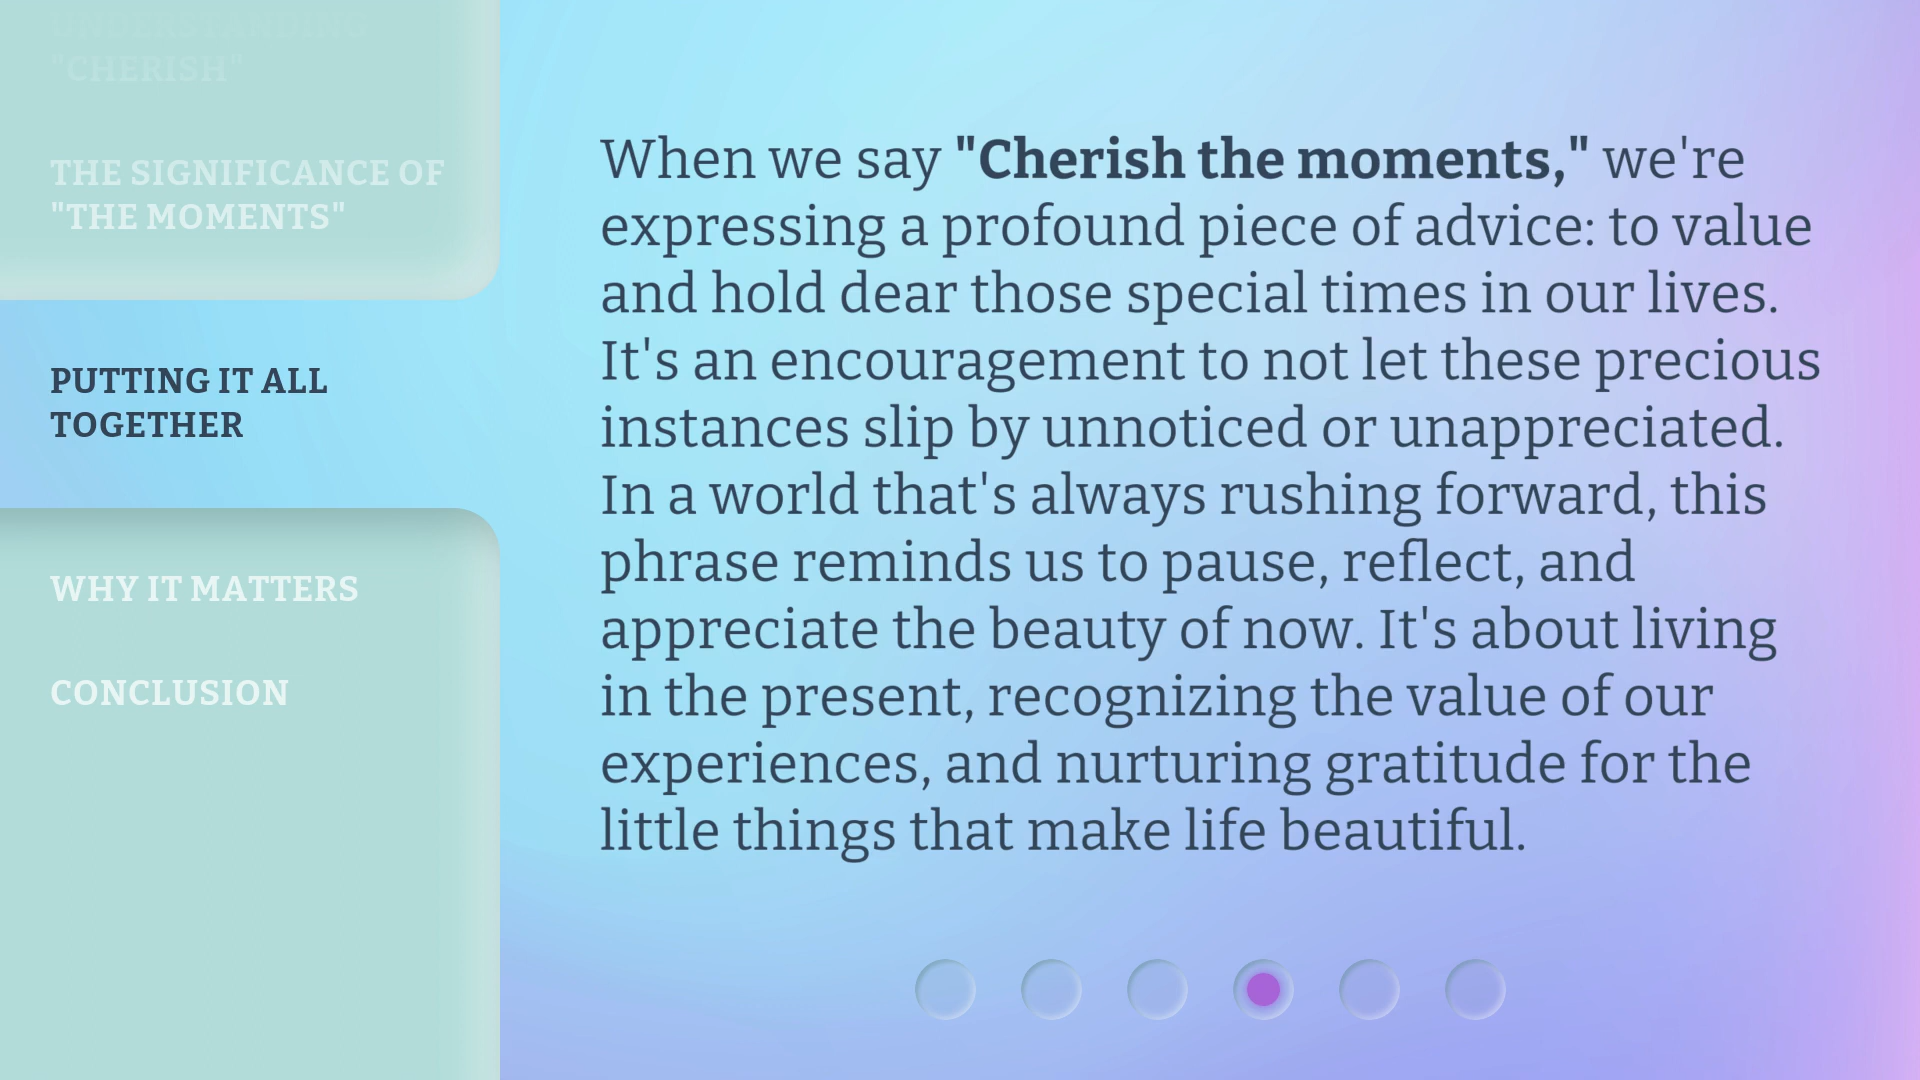 UNDERSTANDING
"CHERISH"
THE SIGNIFICANCE OF
"THE MOMENTS"
PUTTING IT ALL
TOGETHER
WHY IT MATTERS
CONCLUSION
When we say "Cherish the moments," we're
expressing a profound piece of advice: to value
and hold dear those special times in our lives.
It's an encouragement to not let these precious
instances slip by unnoticed or unappreciated.
In a world that's always rushing forward, this
phrase reminds us to pause, reflect, and
appreciate the beauty of now. It's about living
in the present, recognizing the value of our
experiences, and nurturing gratitude for the
little things that make life beautiful.